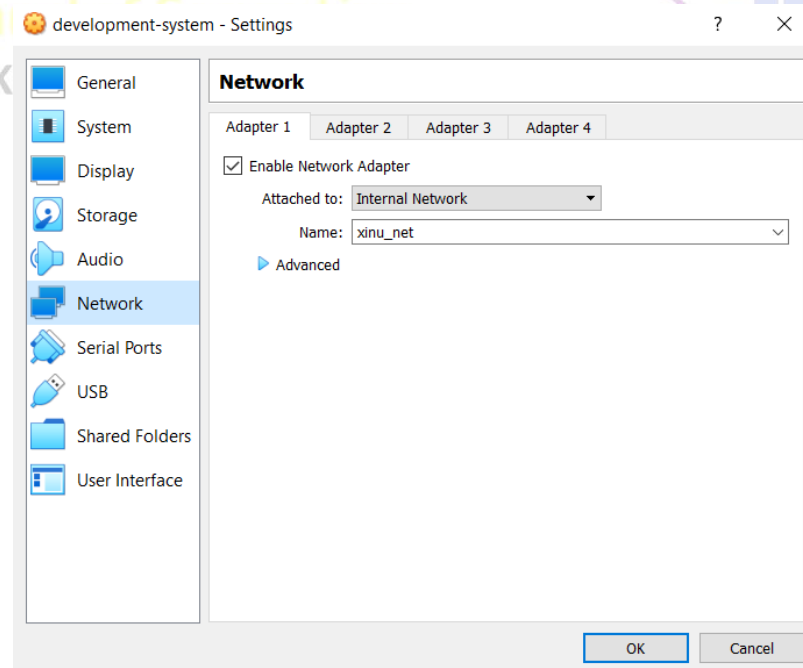 development-system - Settings
?
General
System
Display
Storage
Audio
Network
Serial Ports
USB
Shared Folders
User Interface
Network
Adapter 1 Adapter 2 Adapter 3 Adapter 4
Enable Network Adapter
Attached to: Internal Network
Name: xinu_net
Advanced
OK Cancel